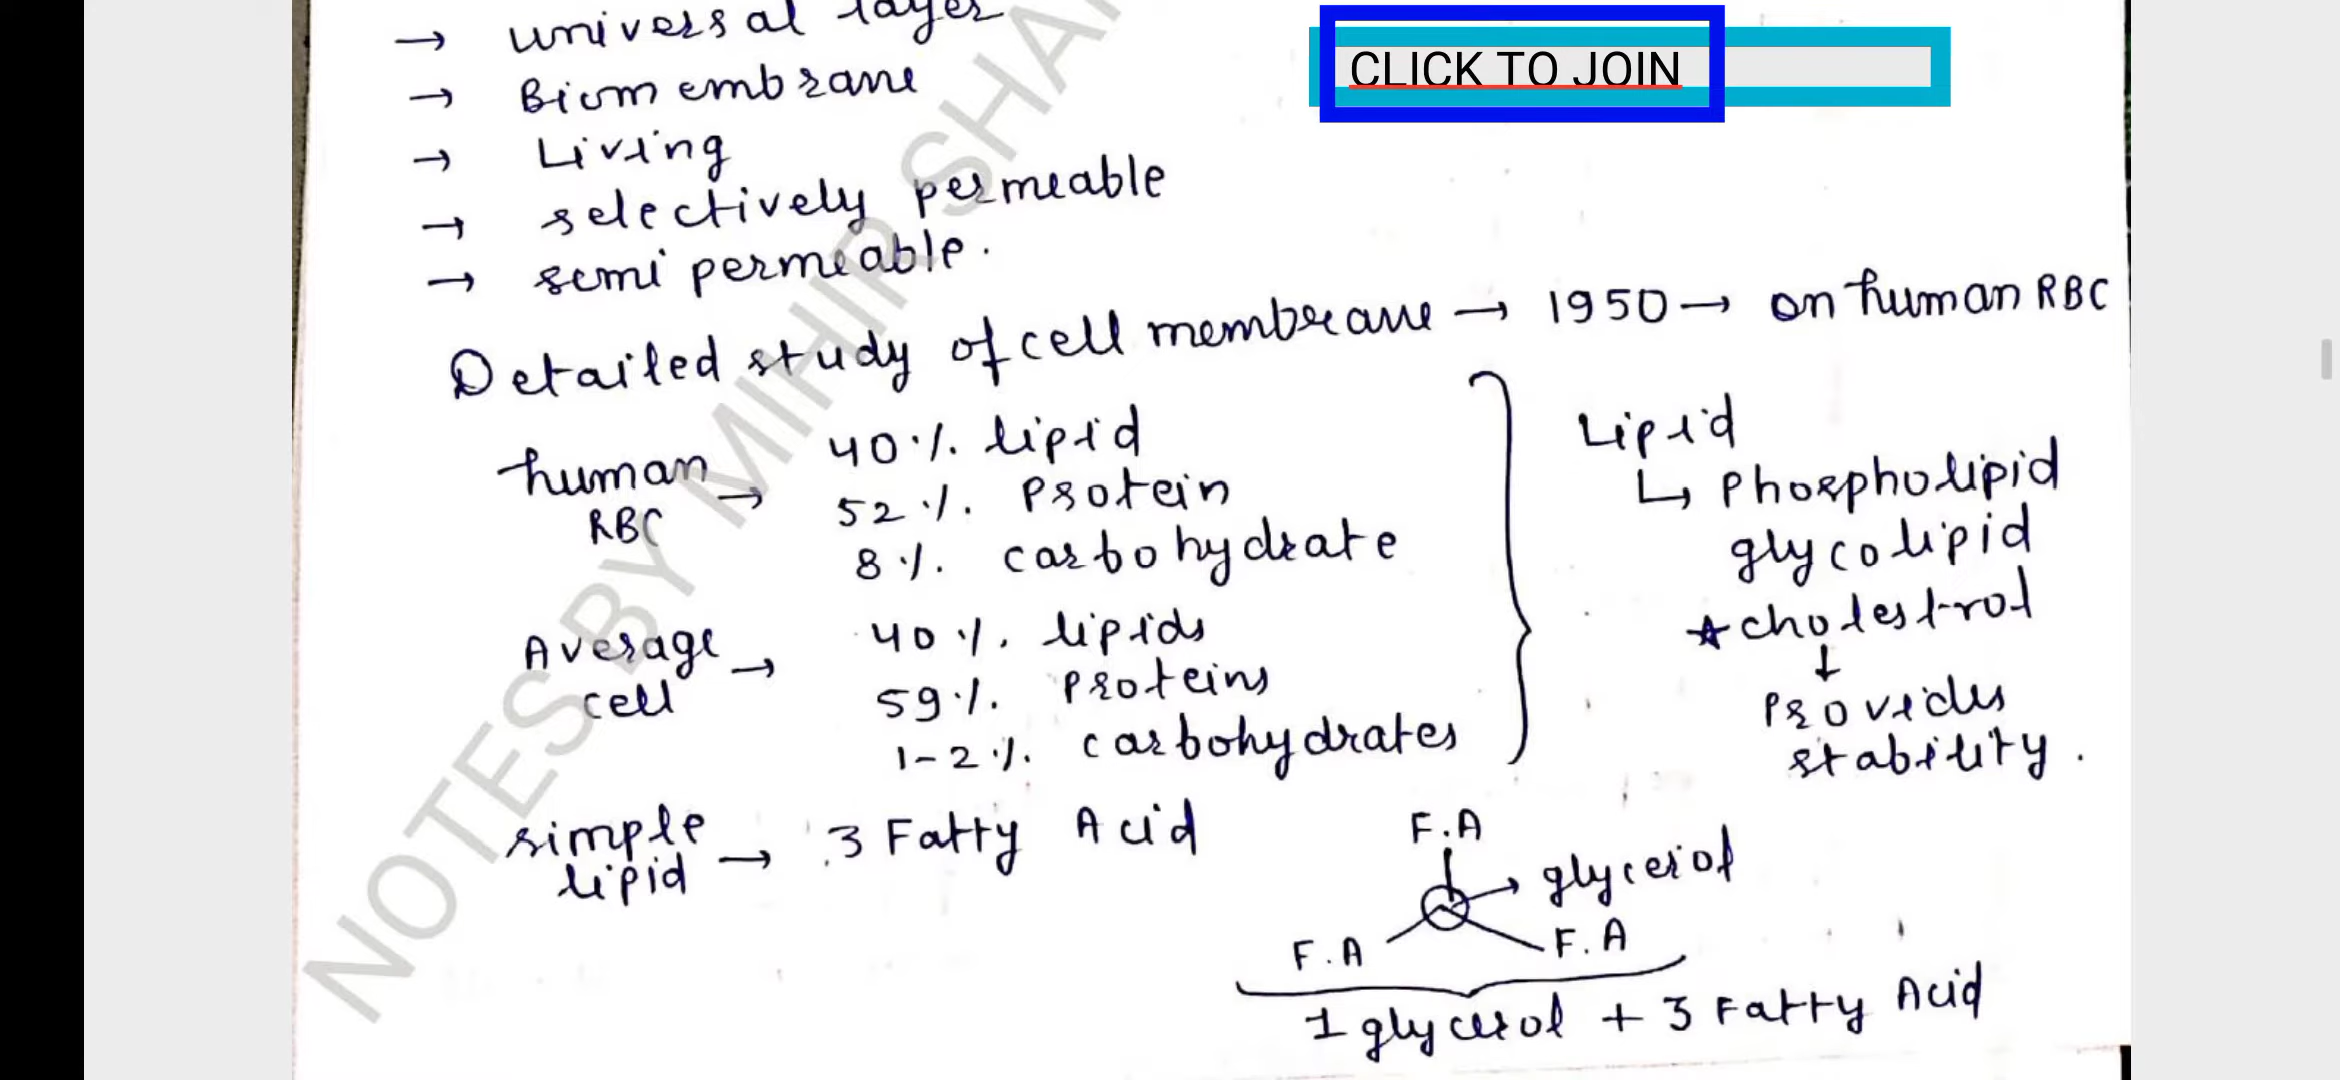 → universal layer
→ Biomembrane
→ Living
→ selectively permeable
→ semi permeable.
CLICK TO JOIN
Detailed study of cell membrane → 1950 → on human RBC
human RBC → 40% lipid
52% Protein
8% carbohydrate
Average cell → 40% lipids
59% Proteins
1-2% carbohydrates
Lipid
↳ Phospholipid
glycolipid
★ cholestrol
↓
Provides
stability.
simple lipid → 3 Fatty Acid
F.A
→ glycerol
F.A
F.A
1 glycerol + 3 Fatty Acid
NOTES BY MIHIR